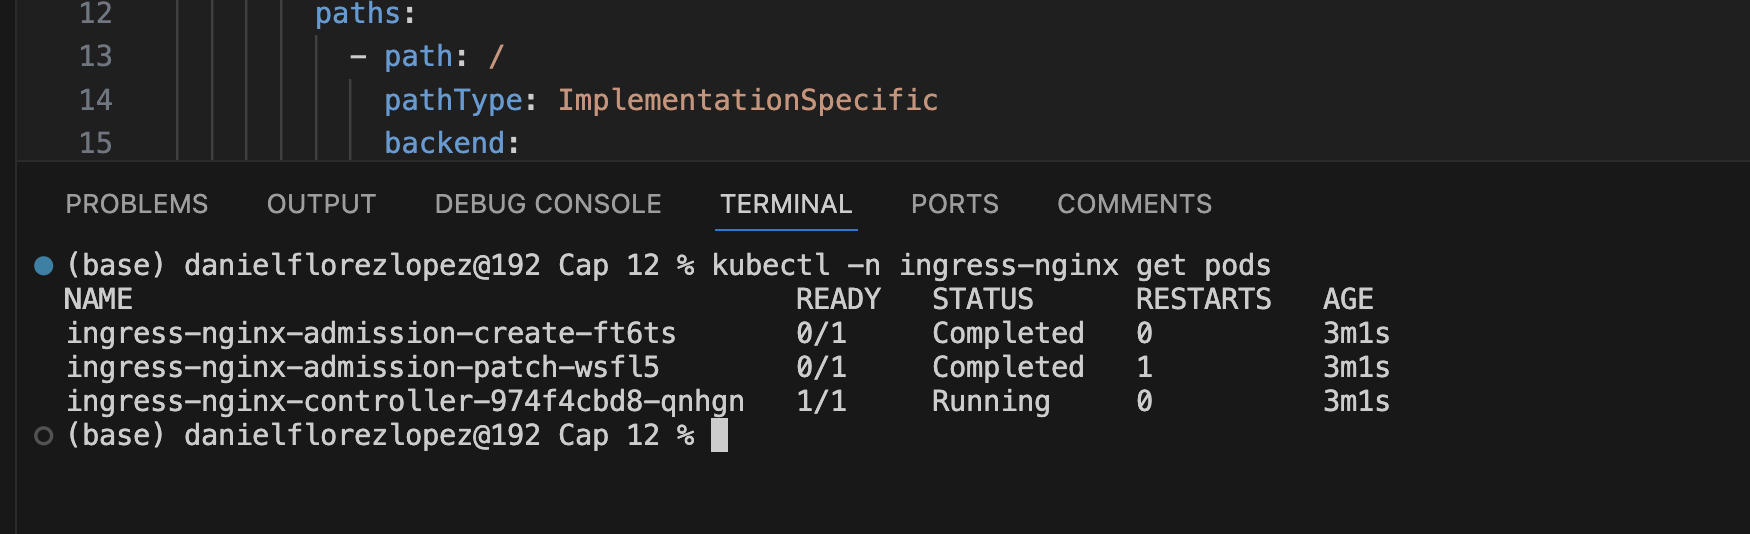 12 paths:
13 - path: /
14 pathType: ImplementationSpecific
15 backend:
PROBLEMS OUTPUT DEBUG CONSOLE TERMINAL PORTS COMMENTS
(base) danielflorezlopez@192 Cap 12 % kubectl -n ingress-nginx get pods
NAME READY STATUS RESTARTS AGE
ingress-nginx-admission-create-ft6ts 0/1 Completed 0 3m1s
ingress-nginx-admission-patch-wsfl5 0/1 Completed 1 3m1s
ingress-nginx-controller-974f4cbd8-qnhgn 1/1 Running 0 3m1s
(base) danielflorezlopez@192 Cap 12 %